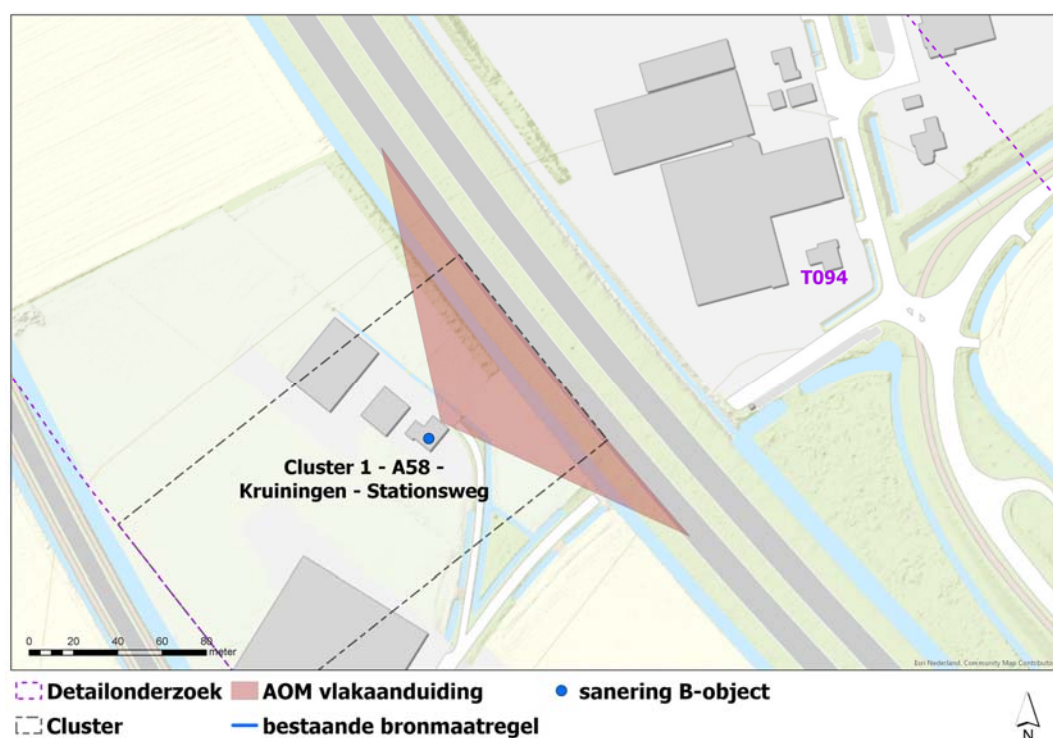 T094
Cluster 1 - A58 -
Kruiningen - Stationsweg
0 20 40 60 80
meter
Esri Nederland, Community Map Contributo
Detailonderzoek AOM vlakaanduiding sanering B-object
Cluster bestaande bronmaatregel
N